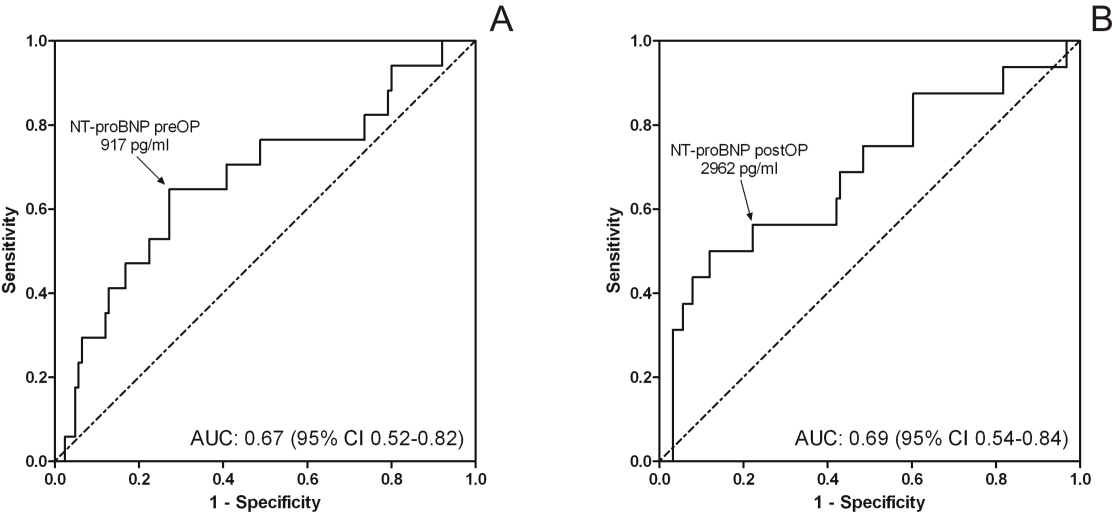 A
1.0
0.8
0.6
0.4
0.2
0.0
Sensitivity
NT-proBNP preOP
917 pg/ml
AUC: 0.67 (95% CI 0.52-0.82)
0.0 0.2 0.4 0.6 0.8 1.0
1 - Specificity
B
1.0
0.8
0.6
0.4
0.2
0.0
Sensitivity
NT-proBNP postOP
2962 pg/ml
AUC: 0.69 (95% CI 0.54-0.84)
0.0 0.2 0.4 0.6 0.8 1.0
1 - Specificity